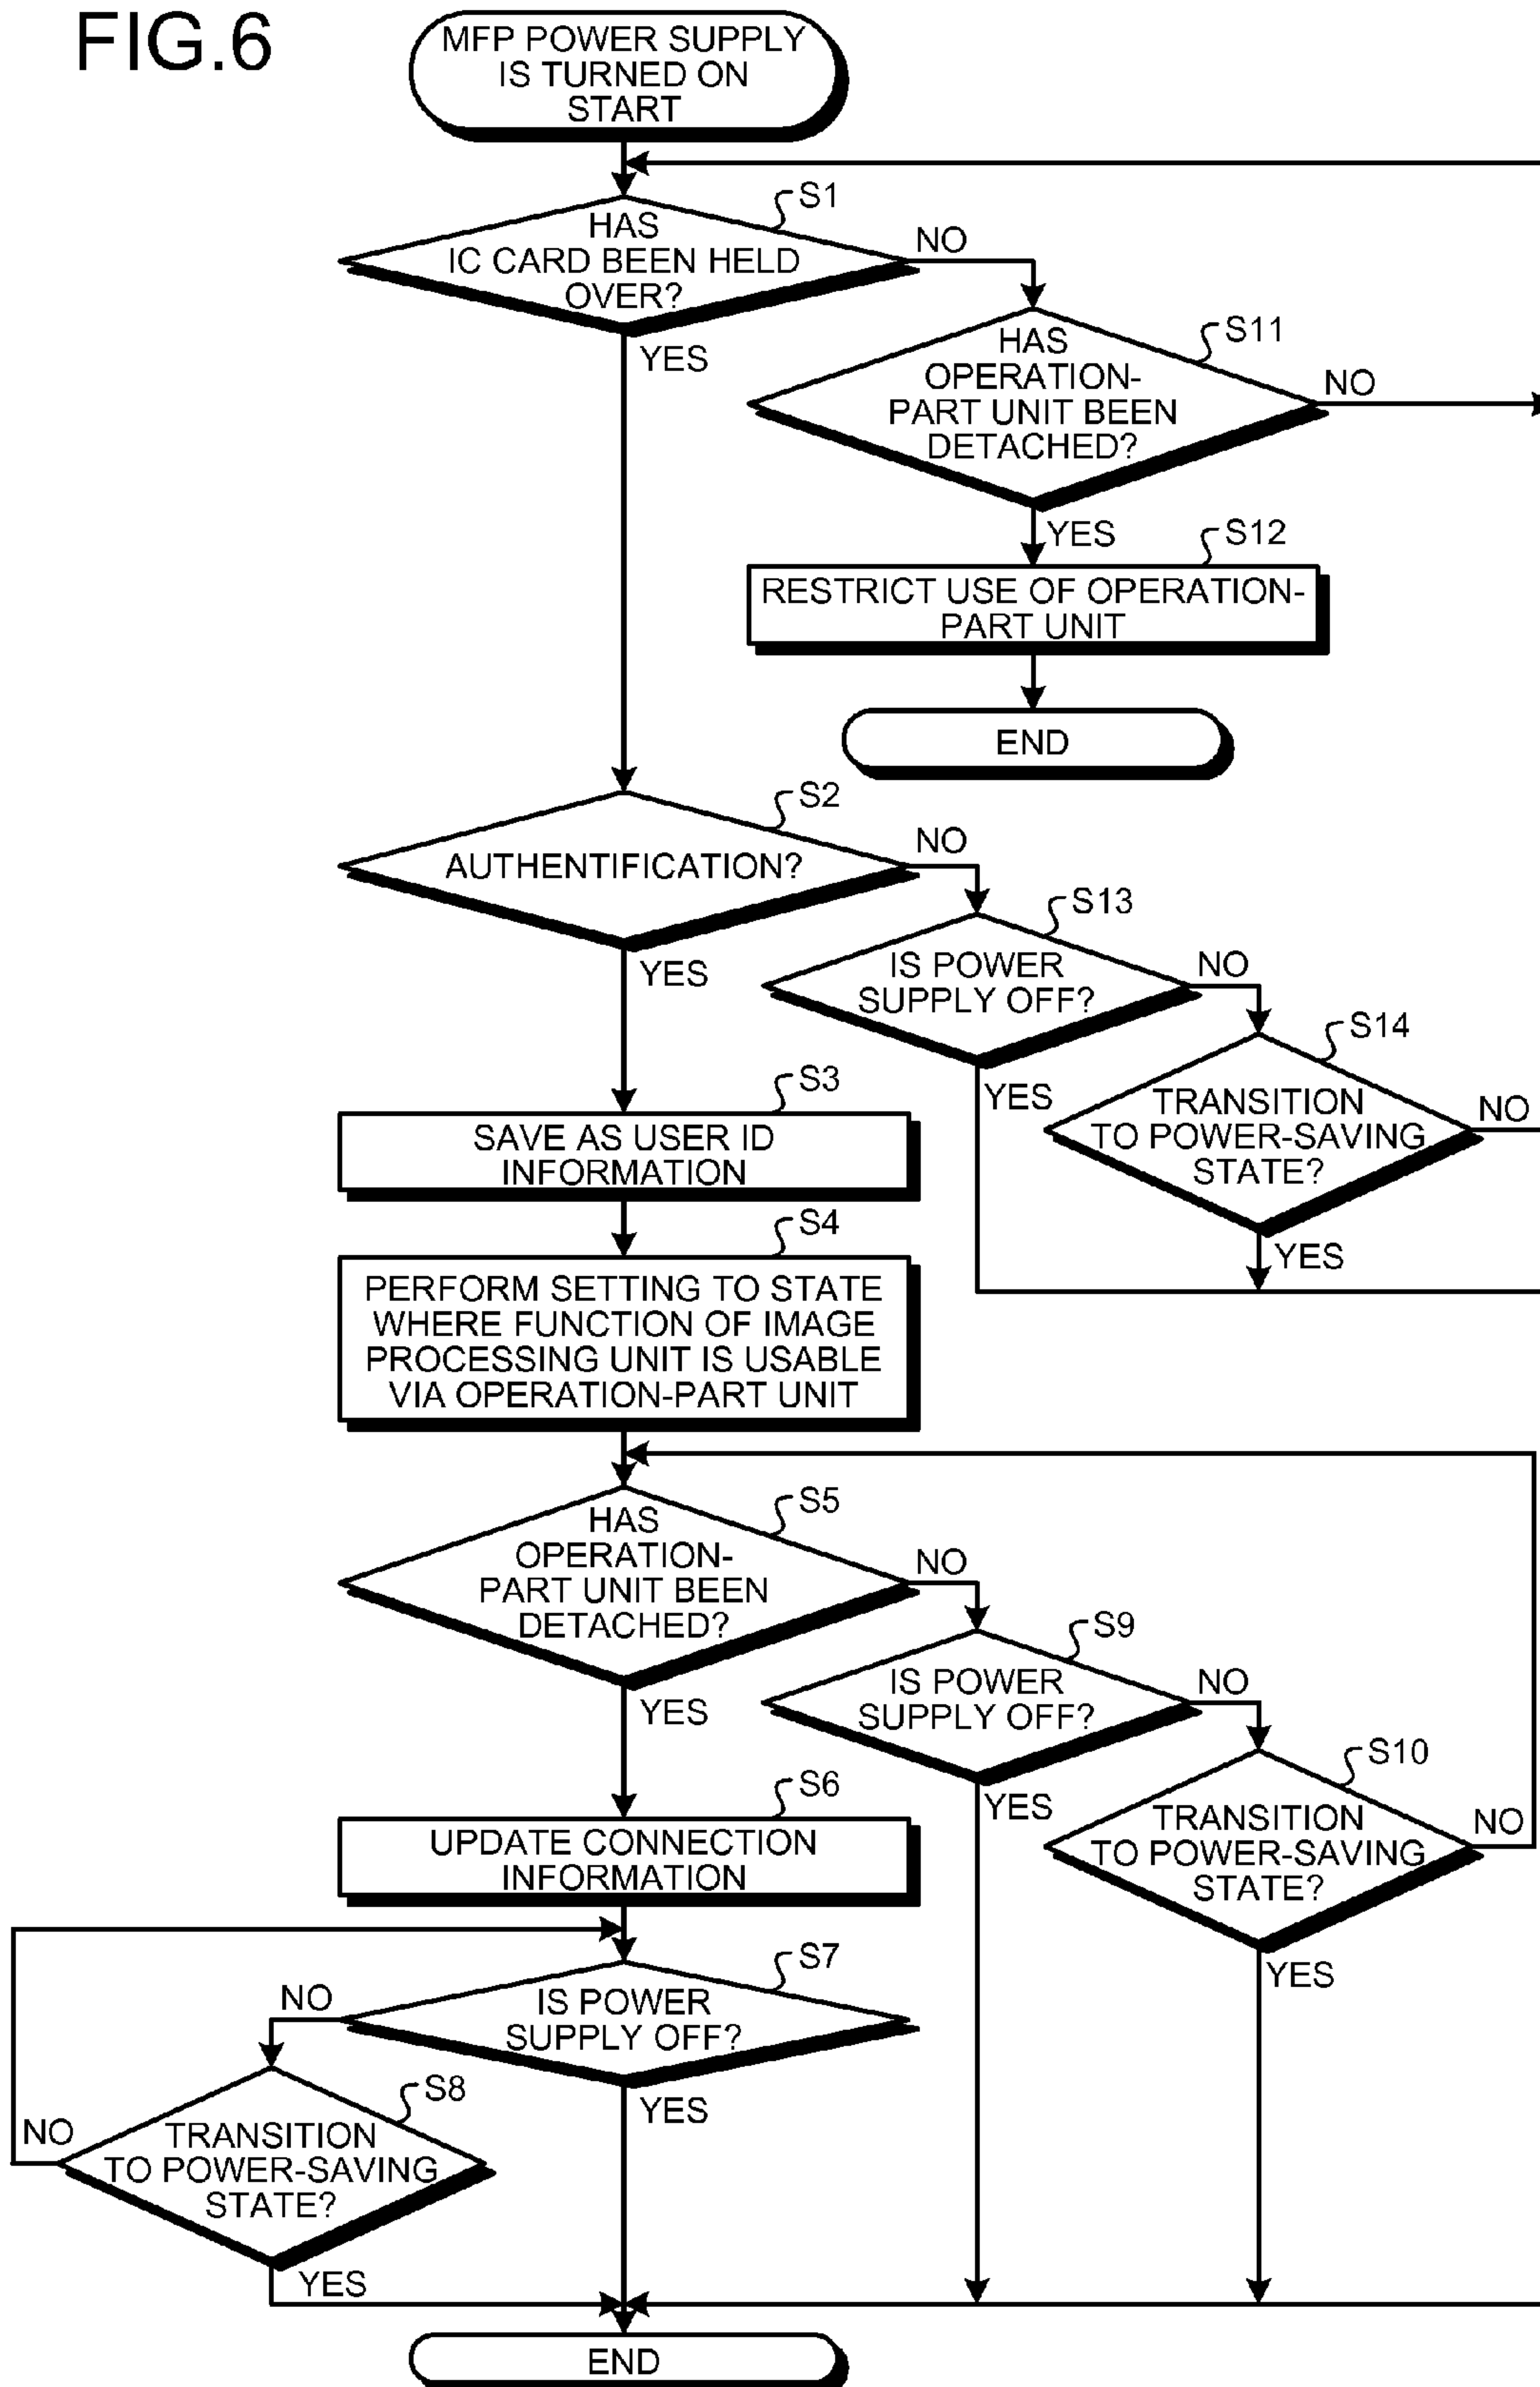 FIG.6
MFP POWER SUPPLY
IS TURNED ON
START
S1
HAS
IC CARD BEEN HELD
OVER?
NO
YES
S11
HAS
OPERATION-
PART UNIT BEEN
DETACHED?
NO
YES
S12
RESTRICT USE OF OPERATION-
PART UNIT
END
S2
AUTHENTIFICATION?
NO
YES
S13
IS POWER
SUPPLY OFF?
NO
YES
S14
TRANSITION
TO POWER-SAVING
STATE?
NO
YES
S3
SAVE AS USER ID
INFORMATION
S4
PERFORM SETTING TO STATE
WHERE FUNCTION OF IMAGE
PROCESSING UNIT IS USABLE
VIA OPERATION-PART UNIT
S5
HAS
OPERATION-
PART UNIT BEEN
DETACHED?
NO
YES
S9
IS POWER
SUPPLY OFF?
NO
YES
S10
TRANSITION
TO POWER-SAVING
STATE?
NO
YES
S6
UPDATE CONNECTION
INFORMATION
S7
IS POWER
SUPPLY OFF?
NO
YES
S8
TRANSITION
TO POWER-SAVING
STATE?
NO
YES
END